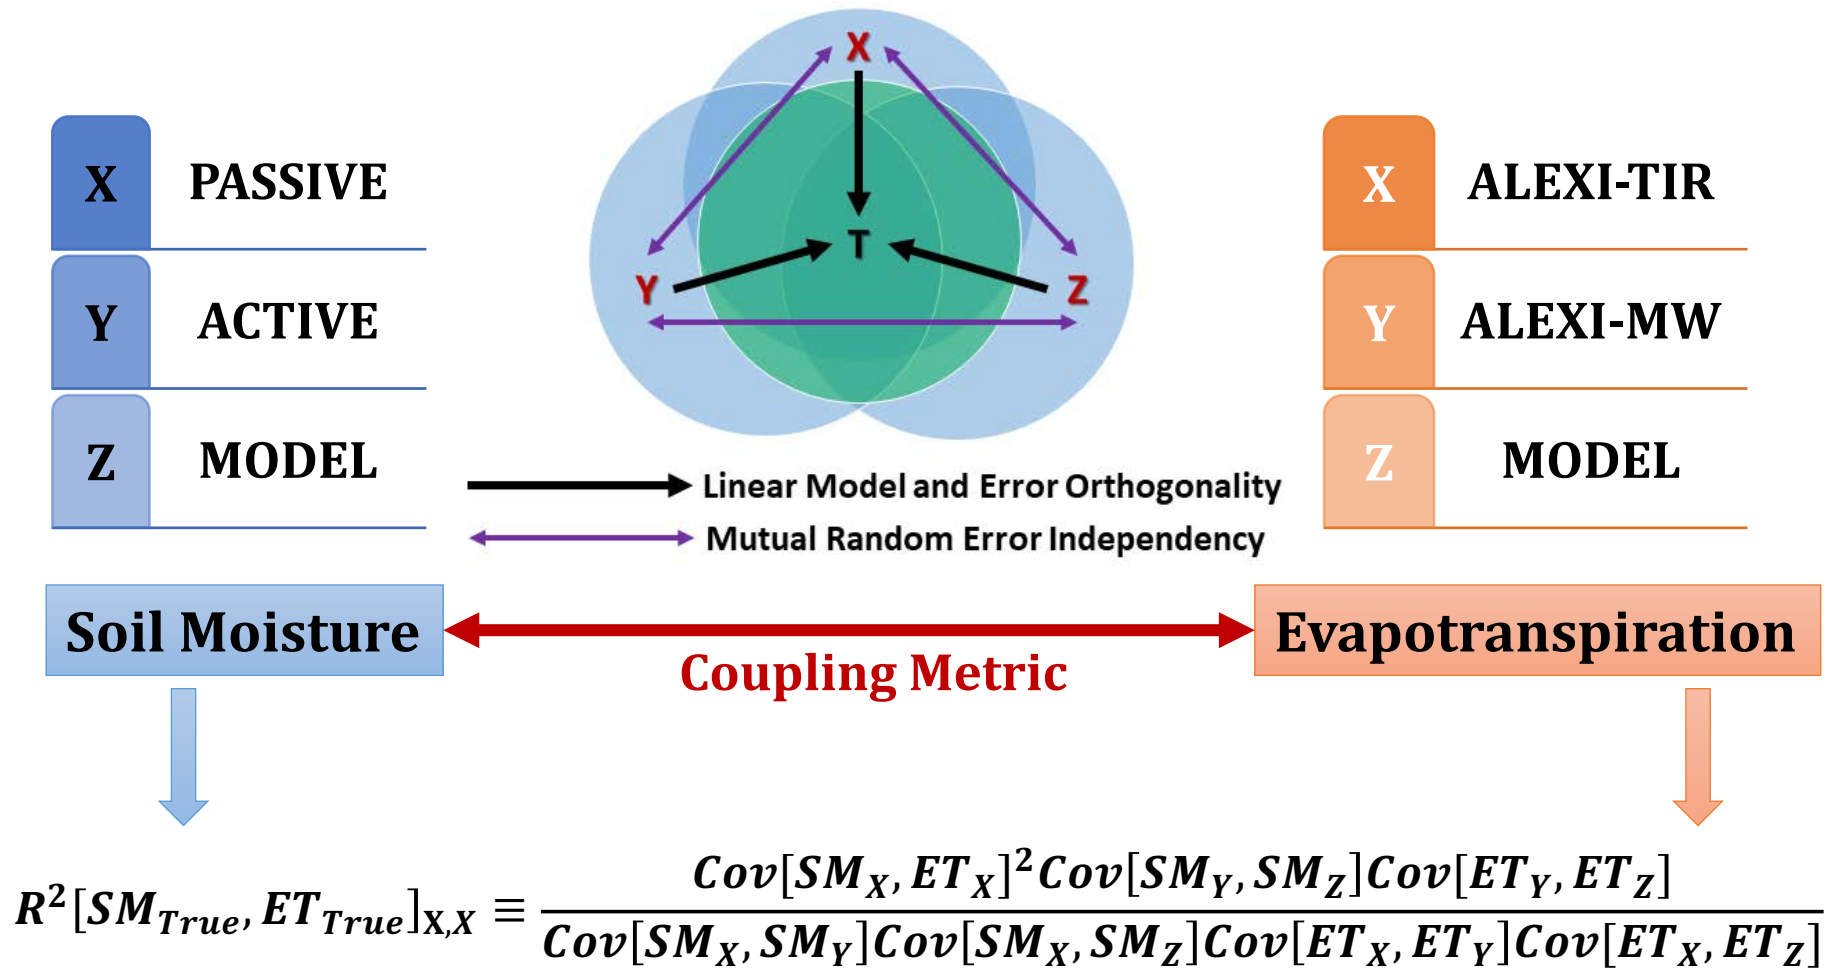 X PASSIVE
Y ACTIVE
Z MODEL
X
T
Y
Z
Linear Model and Error Orthogonality
Mutual Random Error Independency
X ALEXI-TIR
Y ALEXI-MW
Z MODEL
Soil Moisture
Coupling Metric
Evapotranspiration
R²[SM_True, ET_True]_X,X ≡ Cov[SM_X, ET_X]²Cov[SM_Y, SM_Z]Cov[ET_Y, ET_Z]
Cov[SM_X, SM_Y]Cov[SM_X, SM_Z]Cov[ET_X, ET_Y]Cov[ET_X, ET_Z]